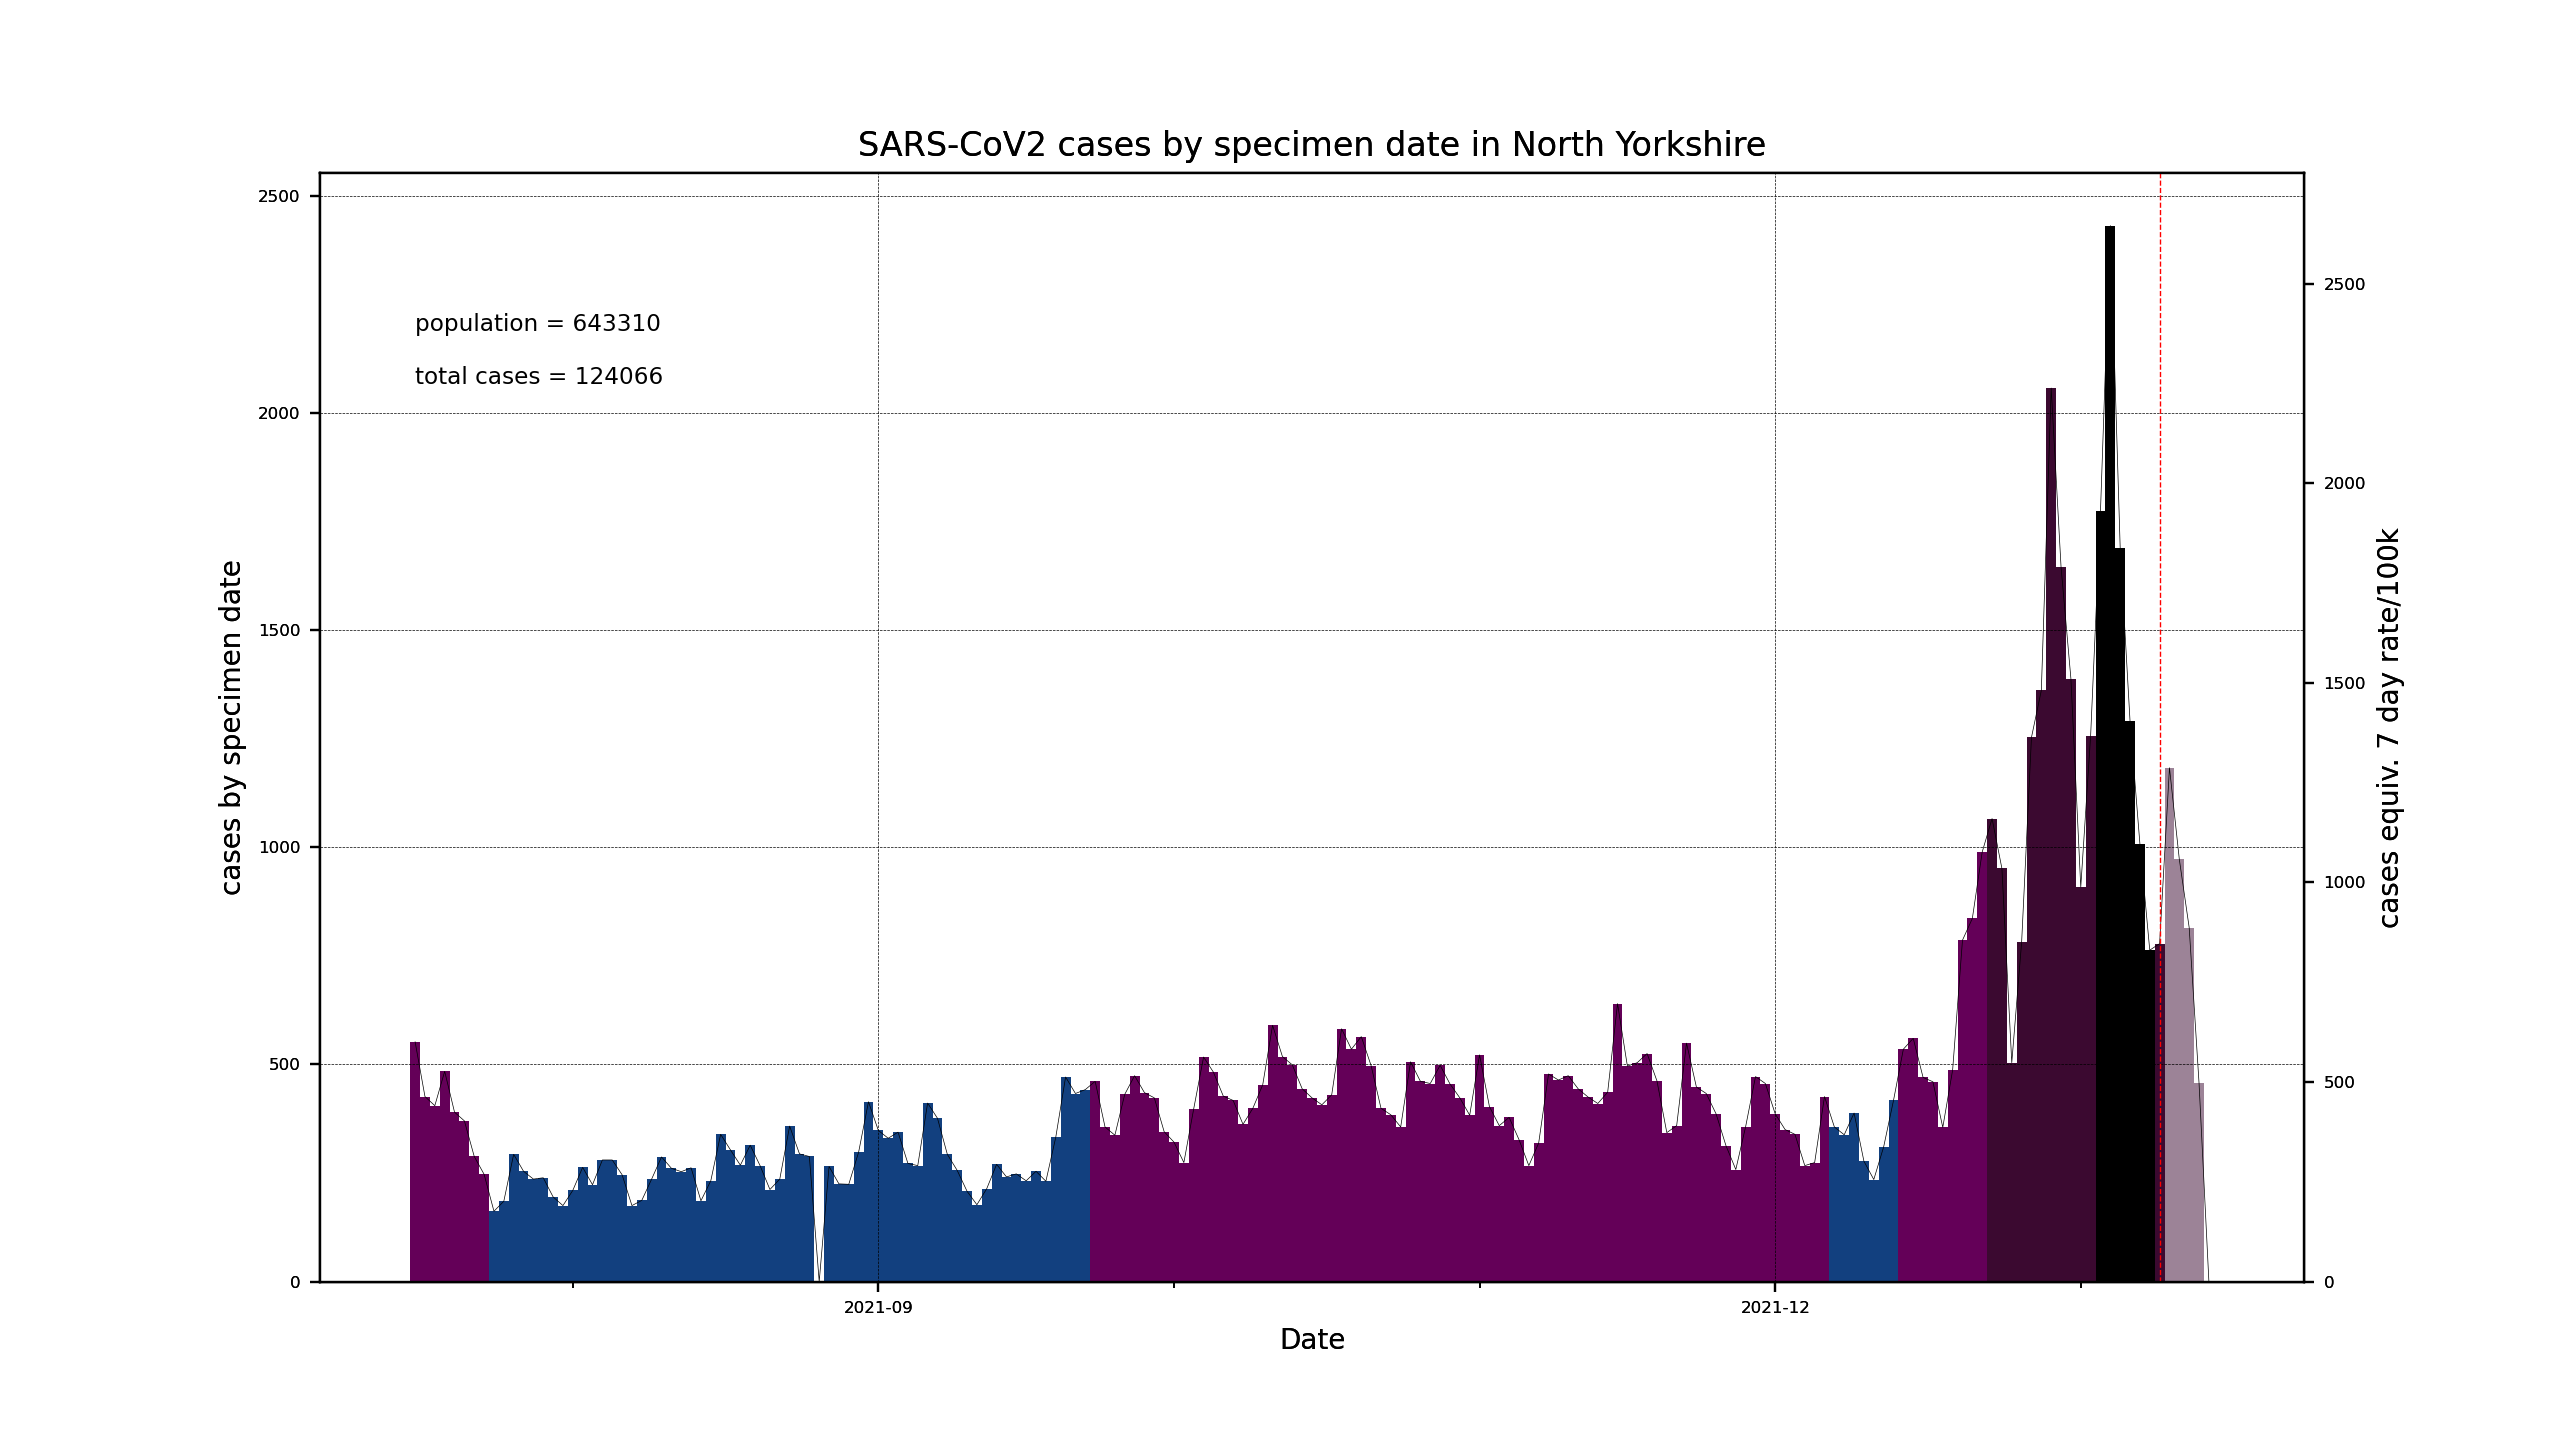 SARS-CoV2 cases by specimen date in North Yorkshire
population = 643310
total cases = 124066
cases by specimen date
2500
2000
1500
1000
500
0
2500
2000
1500
1000
500
0
cases equiv. 7 day rate/100k
2021-09
2021-12
Date